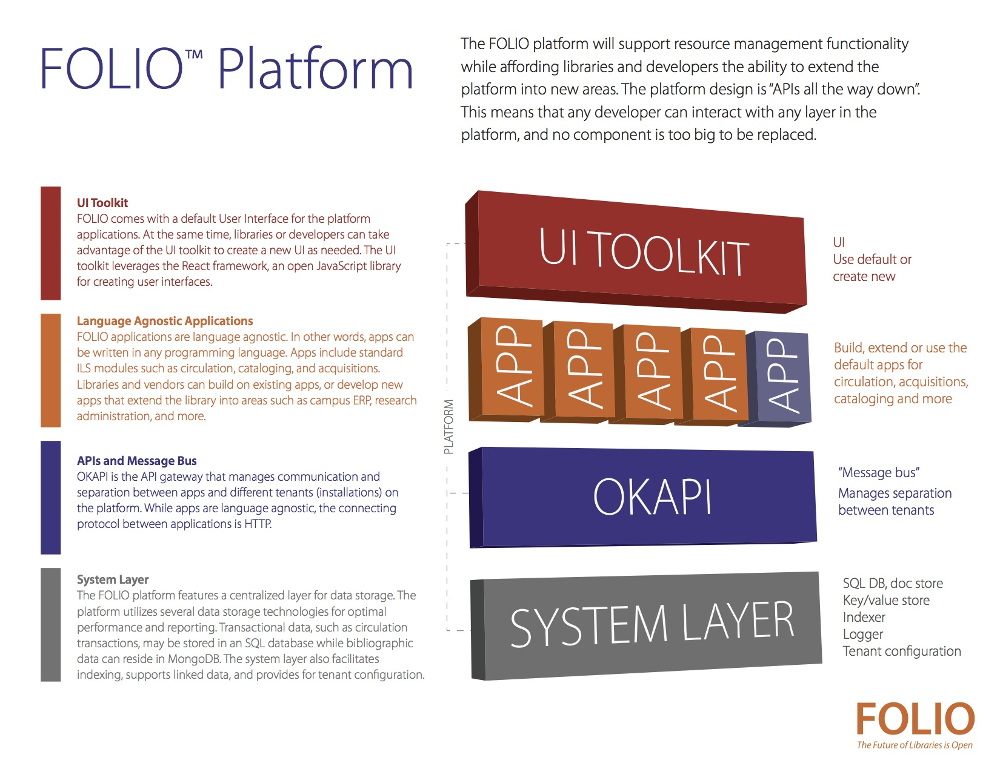 FOLIO™ Platform
The FOLIO platform will support resource management functionality
while affording libraries and developers the ability to extend the
platform into new areas. The platform design is “APIs all the way down”.
This means that any developer can interact with any layer in the
platform, and no component is too big to be replaced.
UI Toolkit
FOLIO comes with a default User Interface for the platform
applications. At the same time, libraries or developers can take
advantage of the UI toolkit to create a new UI as needed. The UI
toolkit leverages the React framework, an open JavaScript library
for creating user interfaces.
Language Agnostic Applications
FOLIO applications are language agnostic. In other words, apps can
be written in any programming language. Apps include standard
ILS modules such as circulation, cataloging, and acquisitions.
Libraries and vendors can build on existing apps, or develop new
apps that extend the library into areas such as campus ERP, research
administration, and more.
APIs and Message Bus
OKAPI is the API gateway that manages communication and
separation between apps and different tenants (installations) on
the platform. While apps are language agnostic, the connecting
protocol between applications is HTTP.
System Layer
The FOLIO platform features a centralized layer for data storage. The
platform utilizes several data storage technologies for optimal
performance and reporting. Transactional data, such as circulation
transactions, may be stored in an SQL database while bibliographic
data can reside in MongoDB. The system layer also facilitates
indexing, supports linked data, and provides for tenant configuration.
PLATFORM
UI TOOLKIT
UI
Use default or
create new
APP
APP
APP
APP
APP
Build, extend or use the
default apps for
circulation, acquisitions,
cataloging and more
OKAPI
“Message bus”
Manages separation
between tenants
SYSTEM LAYER
SQL DB, doc store
Key/value store
Indexer
Logger
Tenant configuration
FOLIO
The Future of Libraries is Open